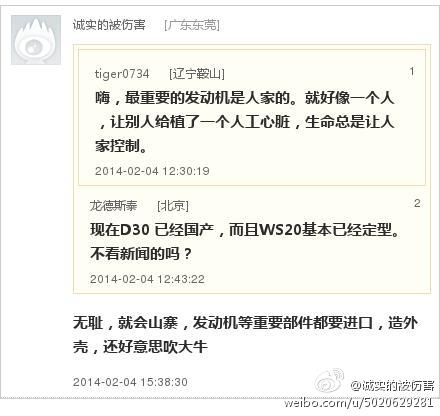 诚实的被伤害 [广东东莞]
tiger0734 [辽宁鞍山] 1
嗨，最重要的发动机是人家的。就好像一个人
，让别人给植了一个人工心脏，生命总是让人
家控制。
2014-02-04 12:30:19
龙德斯泰 [北京] 2
现在D30 已经国产，而且WS20基本已经定型。
不看新闻的吗？
2014-02-04 12:43:22
无耻，就会山寨，发动机等重要部件都要进口，造外
壳，还好意思吹大牛
2014-02-04 15:38:30
@诚实的被伤害
weibo.com/u/5020629281